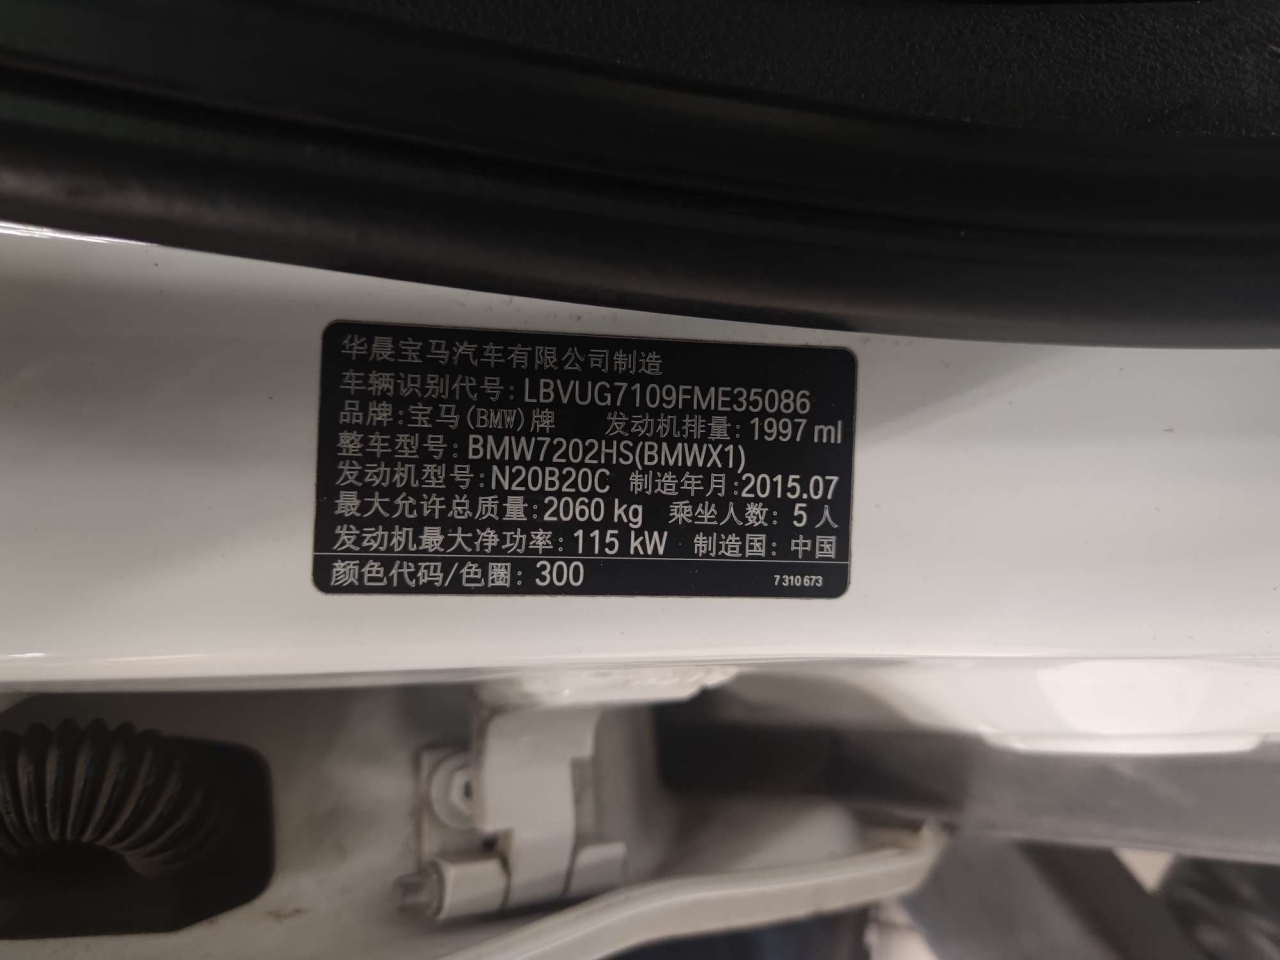 华晨宝马汽车有限公司制造
车辆识别代号: LBVUG7109FME35086
品牌: 宝马(BMW)牌 发动机排量: 1997 ml
整车型号: BMW7202HS(BMWX1)
发动机型号: N20B20C 制造年月: 2015.07
最大允许总质量: 2060 kg 乘坐人数: 5 人
发动机最大净功率: 115 kW 制造国: 中国
颜色代码/色圈: 300 7 310 673